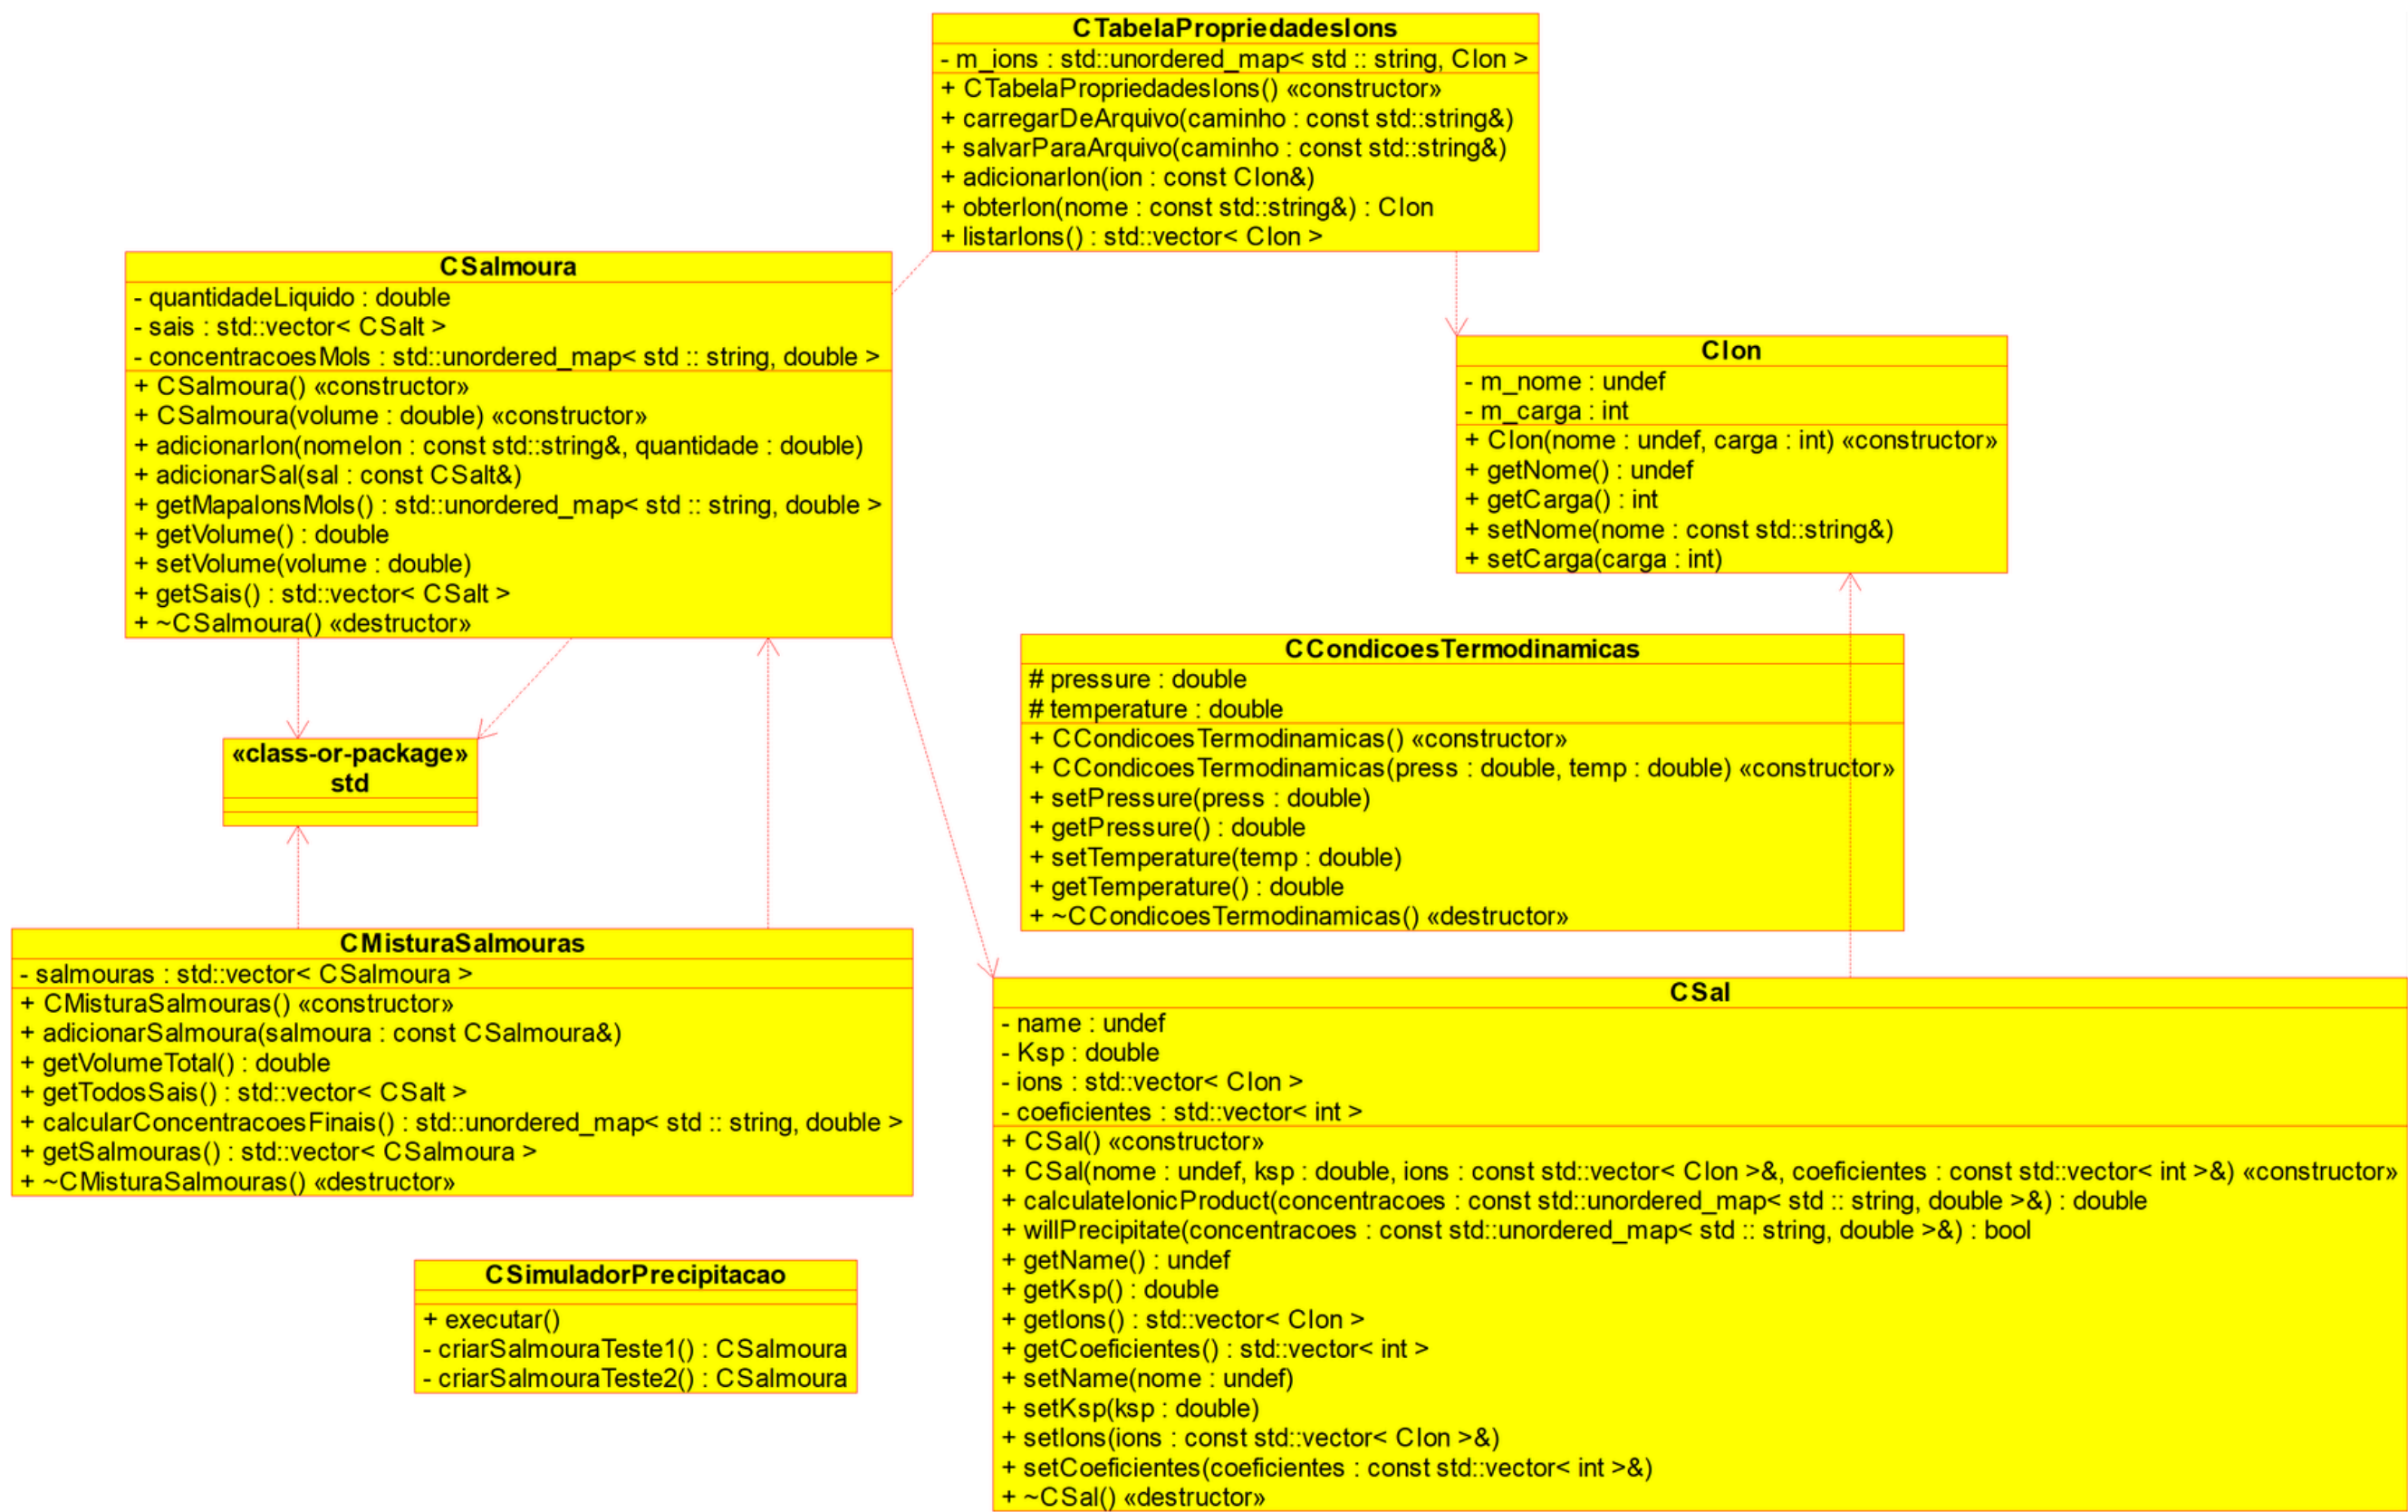 CTabelaPropriedadesIons
- m_ions : std::unordered_map< std :: string, CIon >
+ CTabelaPropriedadesIons() «constructor»
+ carregarDeArquivo(caminho : const std::string&)
+ salvarParaArquivo(caminho : const std::string&)
+ adicionarIon(ion : const CIon&)
+ obterIon(nome : const std::string&) : CIon
+ listarIons() : std::vector< CIon >
CSalmoura
- quantidadeLiquido : double
- sais : std::vector< CSalt >
- concentracoesMols : std::unordered_map< std :: string, double >
+ CSalmoura() «constructor»
+ CSalmoura(volume : double) «constructor»
+ adicionarIon(nomeIon : const std::string&, quantidade : double)
+ adicionarSal(sal : const CSalt&)
+ getMapaIonsMols() : std::unordered_map< std :: string, double >
+ getVolume() : double
+ setVolume(volume : double)
+ getSais() : std::vector< CSalt >
+ ~CSalmoura() «destructor»
CIon
- m_nome : undef
- m_carga : int
+ CIon(nome : undef, carga : int) «constructor»
+ getNome() : undef
+ getCarga() : int
+ setNome(nome : const std::string&)
+ setCarga(carga : int)
CCondicoesTermodinamicas
# pressure : double
# temperature : double
+ CCondicoesTermodinamicas() «constructor»
+ CCondicoesTermodinamicas(press : double, temp : double) «constructor»
+ setPressure(press : double)
+ getPressure() : double
+ setTemperature(temp : double)
+ getTemperature() : double
+ ~CCondicoesTermodinamicas() «destructor»
«class-or-package»
std
CMisturaSalmouras
- salmouras : std::vector< CSalmoura >
+ CMisturaSalmouras() «constructor»
+ adicionarSalmoura(salmoura : const CSalmoura&)
+ getVolumeTotal() : double
+ getTodosSais() : std::vector< CSalt >
+ calcularConcentracoesFinais() : std::unordered_map< std :: string, double >
+ getSalmouras() : std::vector< CSalmoura >
+ ~CMisturaSalmouras() «destructor»
CSal
- name : undef
- Ksp : double
- ions : std::vector< CIon >
- coeficientes : std::vector< int >
+ CSal() «constructor»
+ CSal(nome : undef, ksp : double, ions : const std::vector< CIon >&, coeficientes : const std::vector< int >&) «constructor»
+ calculateIonicProduct(concentracoes : const std::unordered_map< std :: string, double >&) : double
+ willPrecipitate(concentracoes : const std::unordered_map< std :: string, double >&) : bool
+ getName() : undef
+ getKsp() : double
+ getIons() : std::vector< CIon >
+ getCoeficientes() : std::vector< int >
+ setName(nome : undef)
+ setKsp(ksp : double)
+ setIons(ions : const std::vector< CIon >&)
+ setCoeficientes(coeficientes : const std::vector< int >&)
+ ~CSal() «destructor»
CSimuladorPrecipitacao
+ executar()
- criarSalmouraTeste1() : CSalmoura
- criarSalmouraTeste2() : CSalmoura